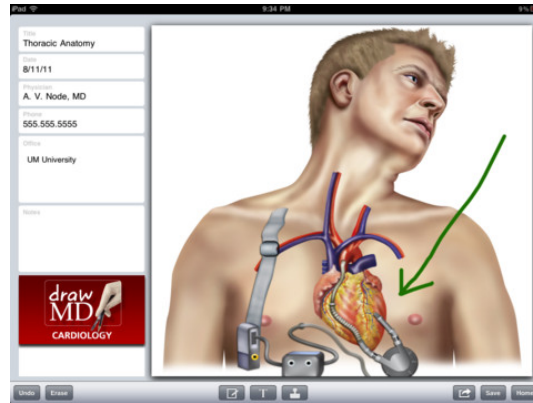 iPad
9:34 PM
9%
Title
Thoracic Anatomy
Date
8/11/11
Physician
A. V. Node, MD
Phone
555.555.5555
Office
UM University
Notes
draw
MD
CARDIOLOGY
Undo
Erase
T
Save
Home